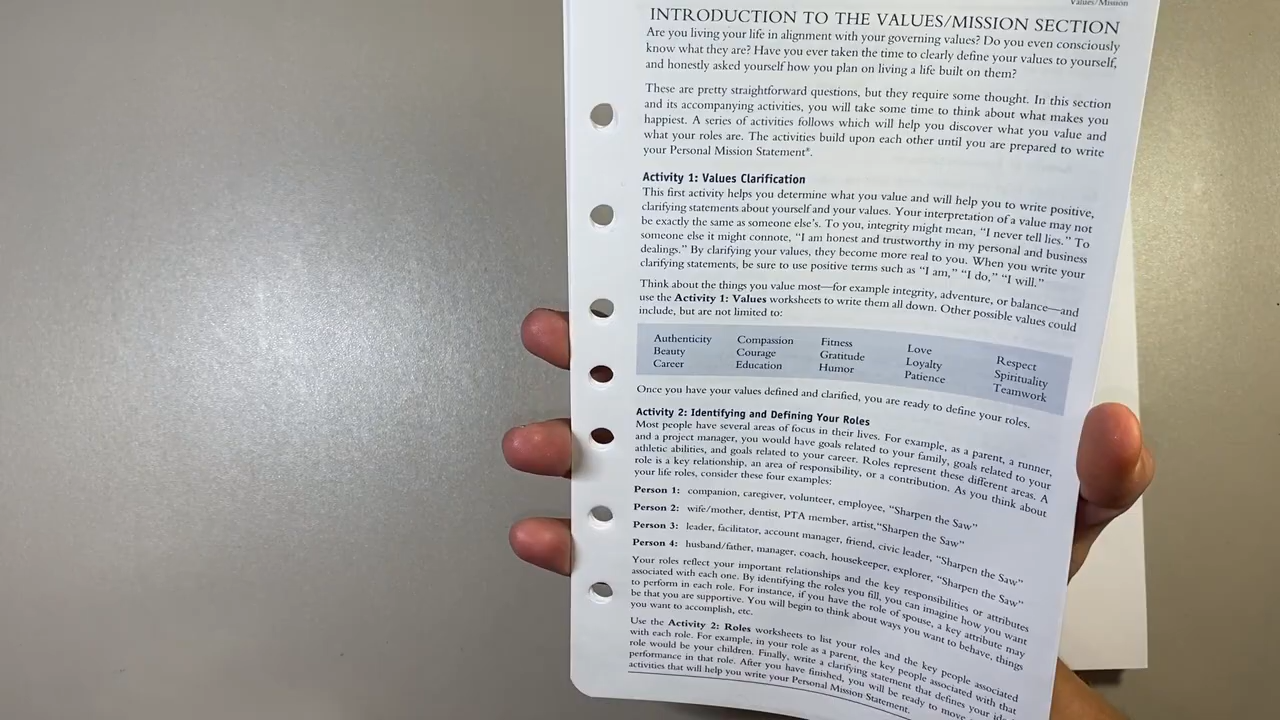 Values/Mission
INTRODUCTION TO THE VALUES/MISSION SECTION
Are you living your life in alignment with your governing values? Do you even consciously
know what they are? Have you ever taken the time to clearly define your values to yourself,
and honestly asked yourself how you plan on living a life built on them?
These are pretty straightforward questions, but they require some thought. In this section
and its accompanying activities, you will take some time to think about what makes you
happiest. A series of activities follows which will help you discover what you value and
what your roles are. The activities build upon each other until you are prepared to write
your Personal Mission Statement®.
Activity 1: Values Clarification
This first activity helps you determine what you value and will help you to write positive,
clarifying statements about yourself and your values. Your interpretation of a value may not
be exactly the same as someone else's. To you, integrity might mean, "I never tell lies." To
someone else it might connote, "I am honest and trustworthy in my personal and business
dealings." By clarifying your values, they become more real to you. When you write your
clarifying statements, be sure to use positive terms such as "I am," "I do," "I will."
Think about the things you value most—for example integrity, adventure, or balance—and
use the Activity 1: Values worksheets to write them all down. Other possible values could
include, but are not limited to:
Authenticity Compassion Fitness Love Respect
Beauty Courage Gratitude Loyalty Spirituality
Career Education Humor Patience Teamwork
Once you have your values defined and clarified, you are ready to define your roles.
Activity 2: Identifying and Defining Your Roles
Most people have several areas of focus in their lives. For example, as a parent, a runner,
and a project manager, you would have goals related to your family, goals related to your
athletic abilities, and goals related to your career. Roles represent these different areas. A
role is a key relationship, an area of responsibility, or a contribution. As you think about
your life roles, consider these four examples:
Person 1: companion, caregiver, volunteer, employee, "Sharpen the Saw"
Person 2: wife/mother, dentist, PTA member, artist,"Sharpen the Saw"
Person 3: leader, facilitator, account manager, friend, civic leader, "Sharpen the Saw"
Person 4: husband/father, manager, coach, housekeeper, explorer, "Sharpen the Saw"
Your roles reflect your important relationships and the key responsibilities or attributes
associated with each one. By identifying the roles you fill, you can imagine how you want
to perform in each role. For instance, if you have the role of spouse, a key attribute may
be that you are supportive. You will begin to think about ways you want to behave, things
you want to accomplish, etc.
Use the Activity 2: Roles worksheets to list your roles and the key people associated
with each role. For example, in your role as a parent, the key people associated with that
role would be your children. Finally, write a clarifying statement that defines your
performance in that role. After you have finished, you will be ready to move
activities that will help you write your Personal Mission Statement.